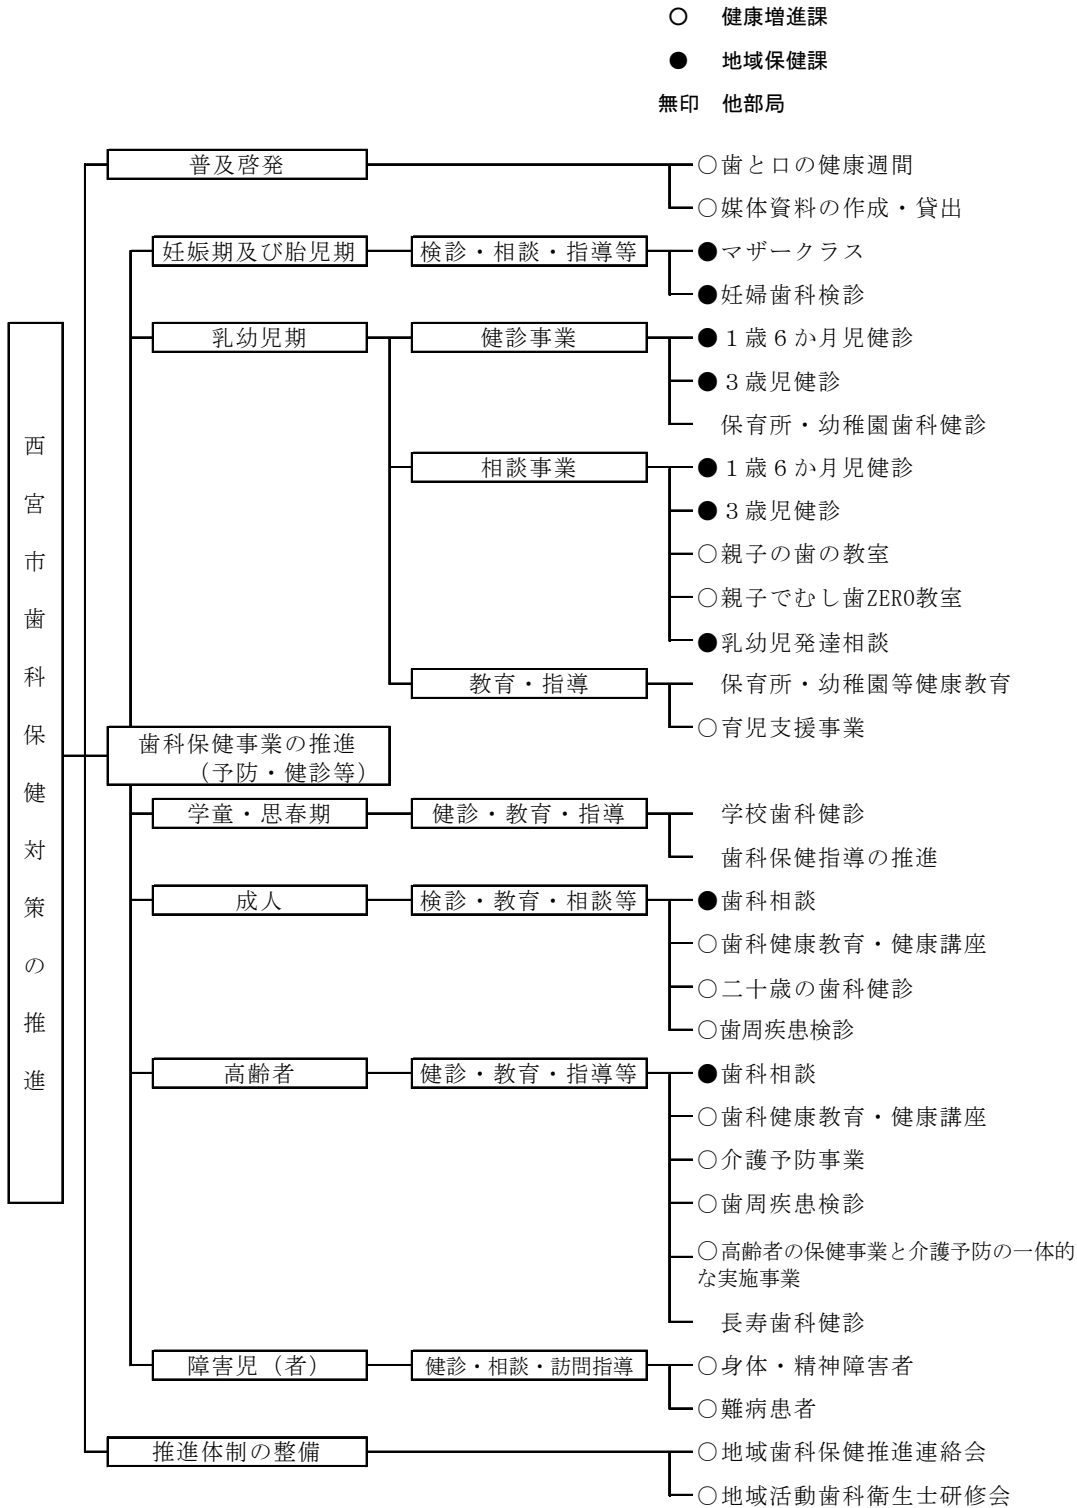 ○ 健康増進課
● 地域保健課
無印 他部局
西宮市歯科保健対策の推進
普及啓発
○歯と口の健康週間
○媒体資料の作成・貸出
妊娠期及び胎児期
検診・相談・指導等
●マザークラス
●妊婦歯科検診
乳幼児期
健診事業
●１歳６か月児健診
●３歳児健診
保育所・幼稚園歯科健診
相談事業
●１歳６か月児健診
●３歳児健診
○親子の歯の教室
○親子でむし歯ZERO教室
●乳幼児発達相談
教育・指導
保育所・幼稚園等健康教育
○育児支援事業
歯科保健事業の推進
（予防・健診等）
学童・思春期
健診・教育・指導
学校歯科健診
歯科保健指導の推進
成人
検診・教育・相談等
●歯科相談
○歯科健康教育・健康講座
○二十歳の歯科健診
○歯周疾患検診
高齢者
健診・教育・指導等
●歯科相談
○歯科健康教育・健康講座
○介護予防事業
○歯周疾患検診
○高齢者の保健事業と介護予防の一体的
な実施事業
長寿歯科健診
障害児（者）
健診・相談・訪問指導
○身体・精神障害者
○難病患者
推進体制の整備
○地域歯科保健推進連絡会
○地域活動歯科衛生士研修会